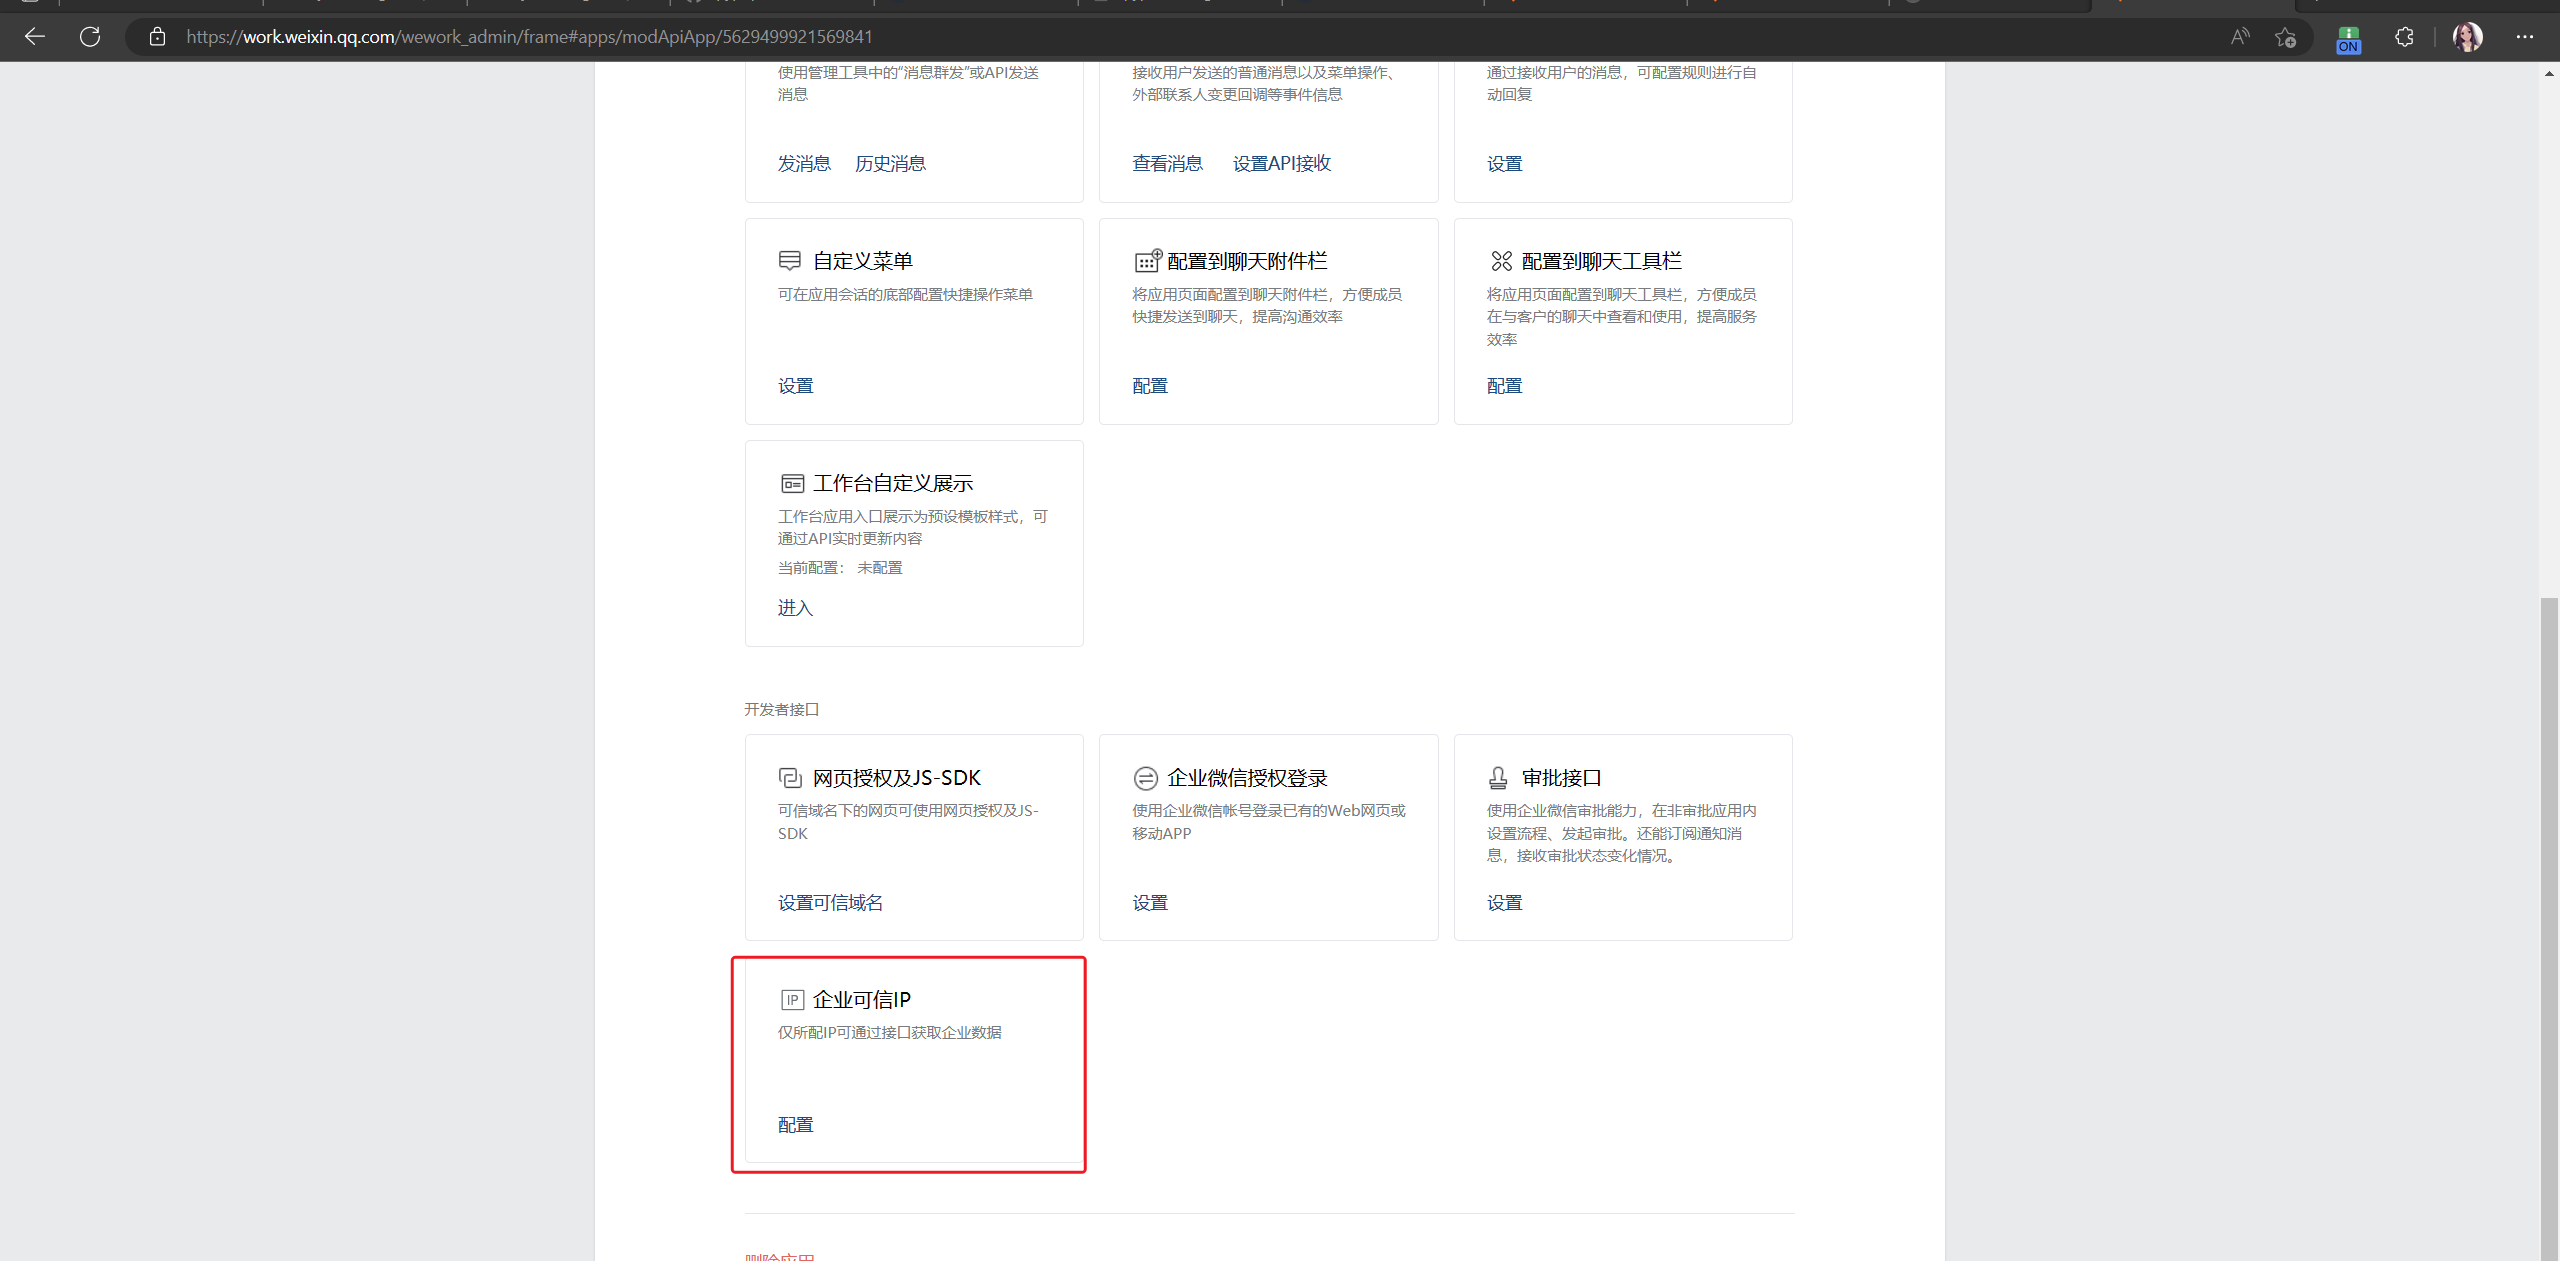 https://work.weixin.qq.com/wework_admin/frame#apps/modApiApp/5629499921569841
ON
使用管理工具中的“消息群发”或API发送
消息
发消息 历史消息
接收用户发送的普通消息以及菜单操作、
外部联系人变更回调等事件信息
查看消息 设置API接收
通过接收用户的消息，可配置规则进行自
动回复
设置
自定义菜单
可在应用会话的底部配置快捷操作菜单
设置
配置到聊天附件栏
将应用页面配置到聊天附件栏，方便成员
快捷发送到聊天，提高沟通效率
配置
配置到聊天工具栏
将应用页面配置到聊天工具栏，方便成员
在与客户的聊天中查看和使用，提高服务
效率
配置
工作台自定义展示
工作台应用入口展示为预设模板样式，可
通过API实时更新内容
当前配置： 未配置
进入
开发者接口
网页授权及JS-SDK
可信域名下的网页可使用网页授权及JS-
SDK
设置可信域名
企业微信授权登录
使用企业微信帐号登录已有的Web网页或
移动APP
设置
审批接口
使用企业微信审批能力，在非审批应用内
设置流程、发起审批。还能订阅通知消
息，接收审批状态变化情况。
设置
IP 企业可信IP
仅所配IP可通过接口获取企业数据
配置
删除应用